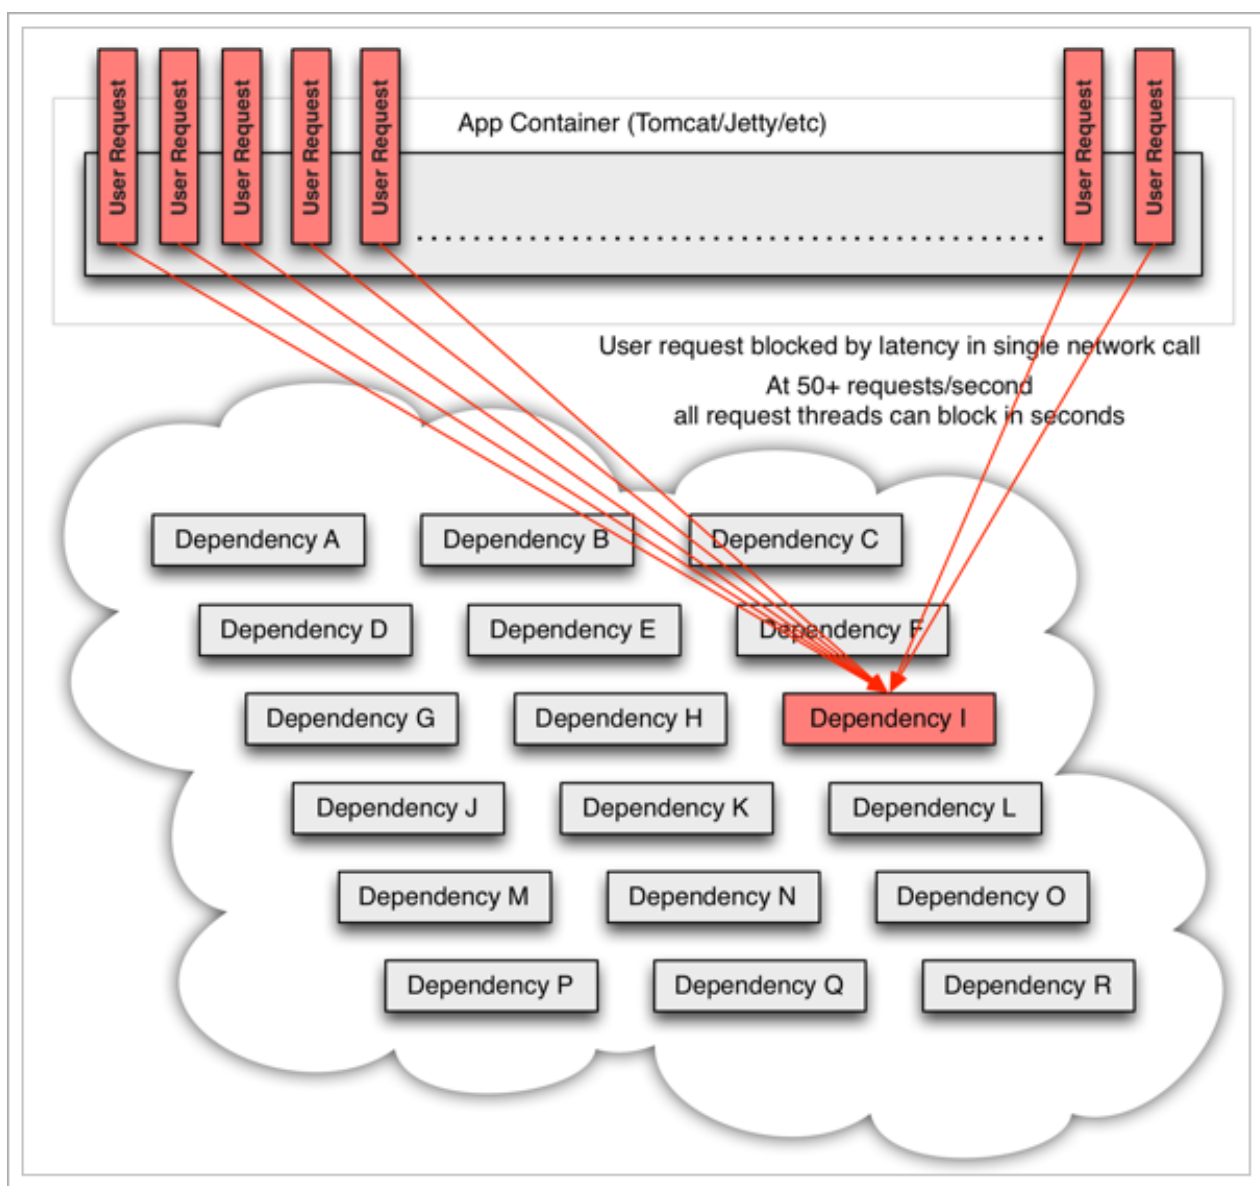 User Request
User Request
User Request
User Request
User Request
User Request
User Request
App Container (Tomcat/Jetty/etc)
User request blocked by latency in single network call
At 50+ requests/second
all request threads can block in seconds
Dependency A
Dependency B
Dependency C
Dependency D
Dependency E
Dependency F
Dependency G
Dependency H
Dependency I
Dependency J
Dependency K
Dependency L
Dependency M
Dependency N
Dependency O
Dependency P
Dependency Q
Dependency R